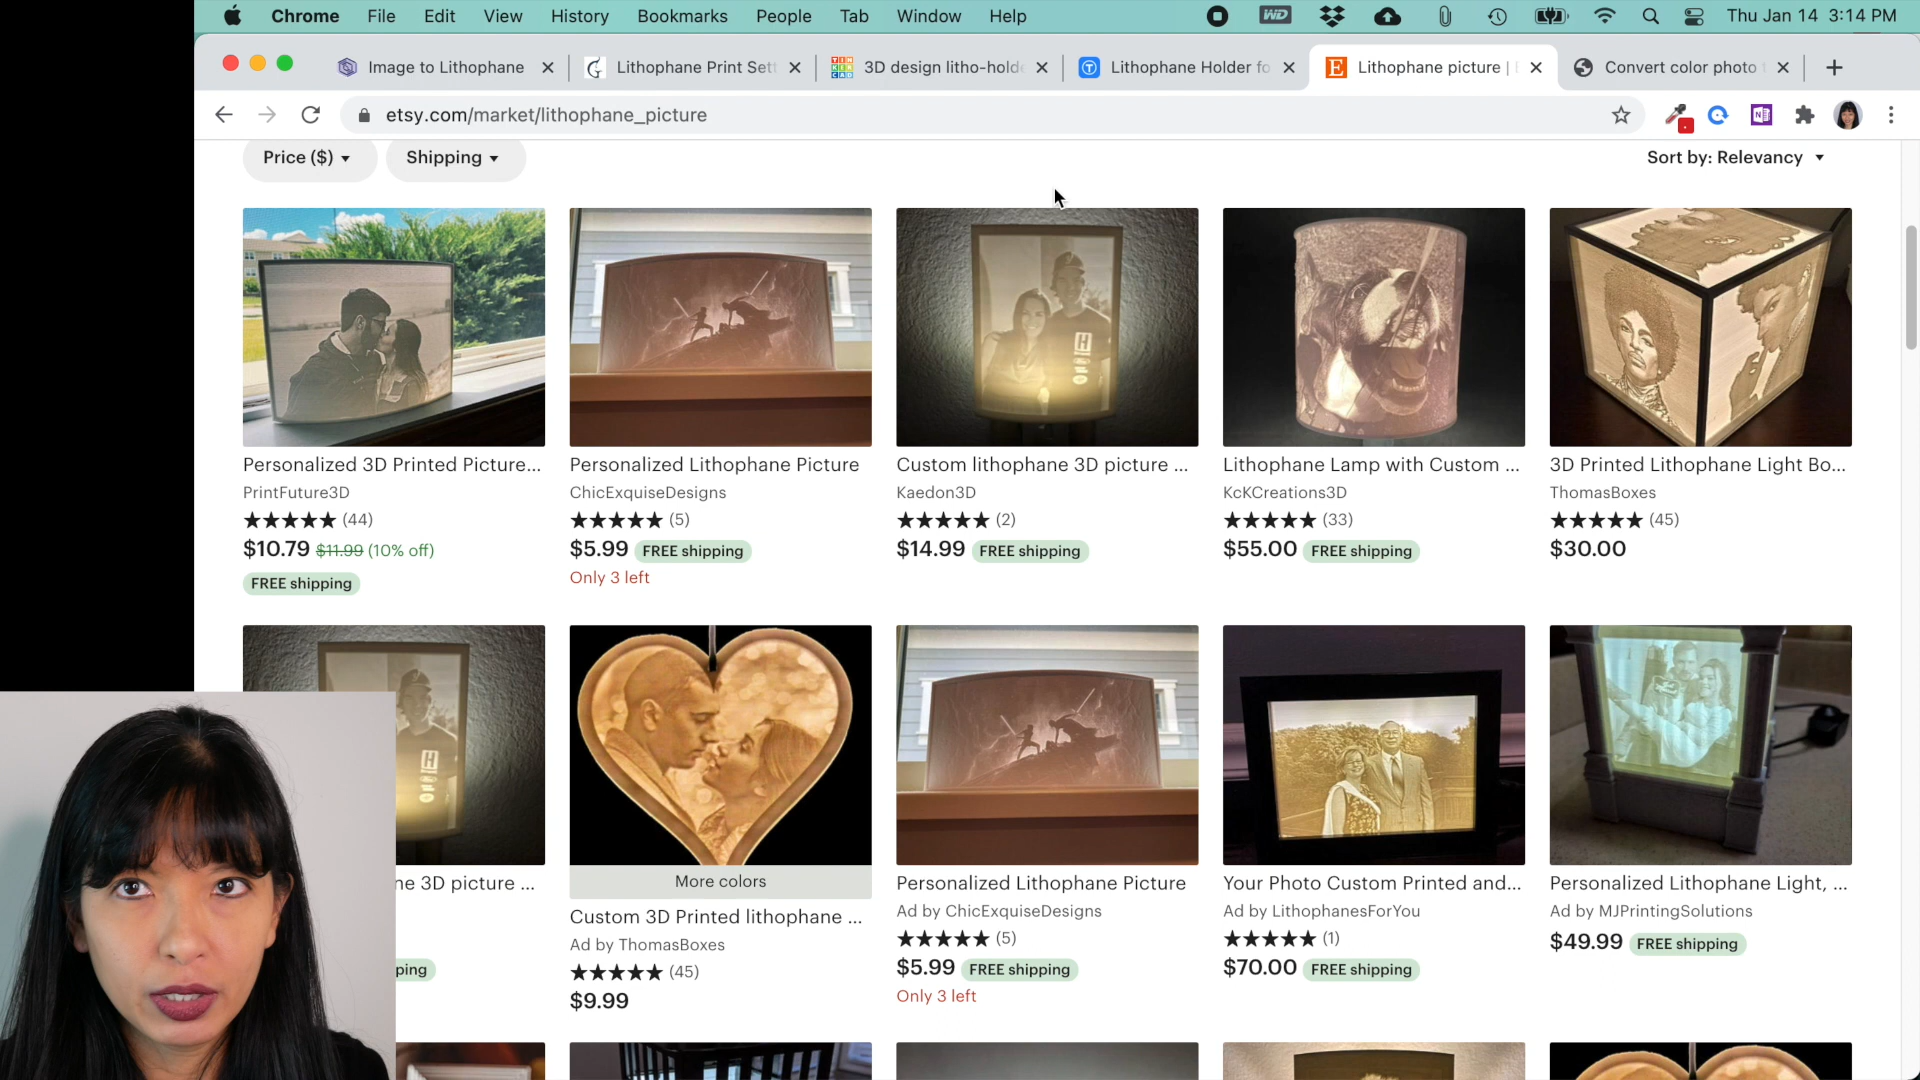 Chrome File Edit View History Bookmarks People Tab Window Help WD Thu Jan 14 3:14 PM
Image to Lithophane Lithophane Print Sett 3D design litho-holde Lithophane Holder fo Lithophane picture | E Convert color photo t
etsy.com/market/lithophane_picture
Price ($) Shipping Sort by: Relevancy
Personalized 3D Printed Picture... Personalized Lithophane Picture Custom lithophane 3D picture ... Lithophane Lamp with Custom ... 3D Printed Lithophane Light Bo...
PrintFuture3D ChicExquiseDesigns Kaedon3D KcKCreations3D ThomasBoxes
(44) (5) (2) (33) (45)
$10.79 $11.99 (10% off) $5.99 FREE shipping $14.99 FREE shipping $55.00 FREE shipping $30.00
FREE shipping Only 3 left
More colors
ne 3D picture ... Custom 3D Printed lithophane ... Personalized Lithophane Picture Your Photo Custom Printed and... Personalized Lithophane Light, ...
Ad by ThomasBoxes Ad by ChicExquiseDesigns Ad by LithophanesForYou Ad by MJPrintingSolutions
(45) (5) (1)
ping $9.99 $5.99 FREE shipping $70.00 FREE shipping $49.99 FREE shipping
Only 3 left